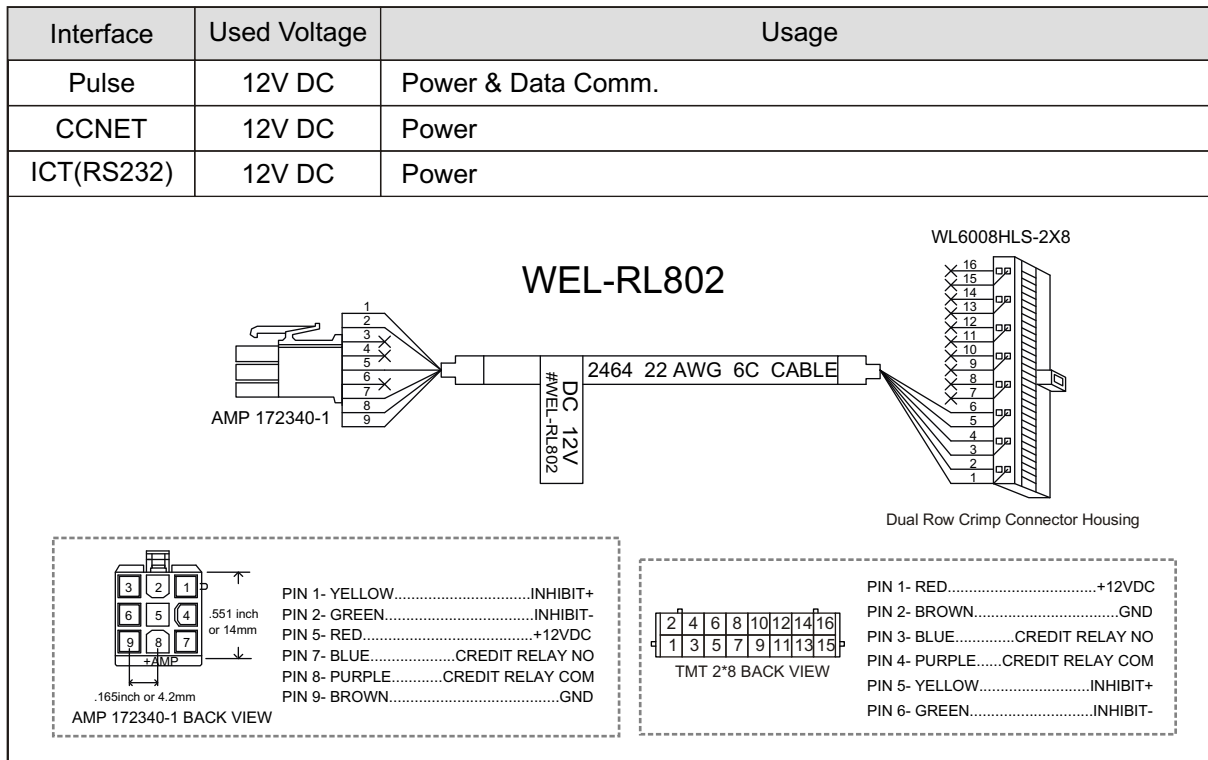 Interface Used Voltage Usage
Pulse 12V DC Power & Data Comm.
CCNET 12V DC Power
ICT(RS232) 12V DC Power
WEL-RL802
WL6008HLS-2X8
1
2
3
4
5
6
7
8
9
AMP 172340-1
DC 12V
#WEL-RL802
2464 22 AWG 6C CABLE
16
15
14
13
12
11
10
9
8
7
6
5
4
3
2
1
Dual Row Crimp Connector Housing
3 2 1
6 5 4
9 8 7
+AMP
.551 inch
or 14mm
.165inch or 4.2mm
AMP 172340-1 BACK VIEW
PIN 1- YELLOW.....................INHIBIT+
PIN 2- GREEN.......................INHIBIT-
PIN 5- RED............................+12VDC
PIN 7- BLUE..............CREDIT RELAY NO
PIN 8- PURPLE.........CREDIT RELAY COM
PIN 9- BROWN............................GND
2 4 6 8 10 12 14 16
1 3 5 7 9 11 13 15
TMT 2*8 BACK VIEW
PIN 1- RED.........................+12VDC
PIN 2- BROWN........................GND
PIN 3- BLUE.............CREDIT RELAY NO
PIN 4- PURPLE......CREDIT RELAY COM
PIN 5- YELLOW...................INHIBIT+
PIN 6- GREEN.....................INHIBIT-